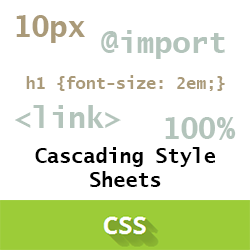 10px
@import
h1 {font-size: 2em;}
<link>
100%
Cascading Style
Sheets
CSS